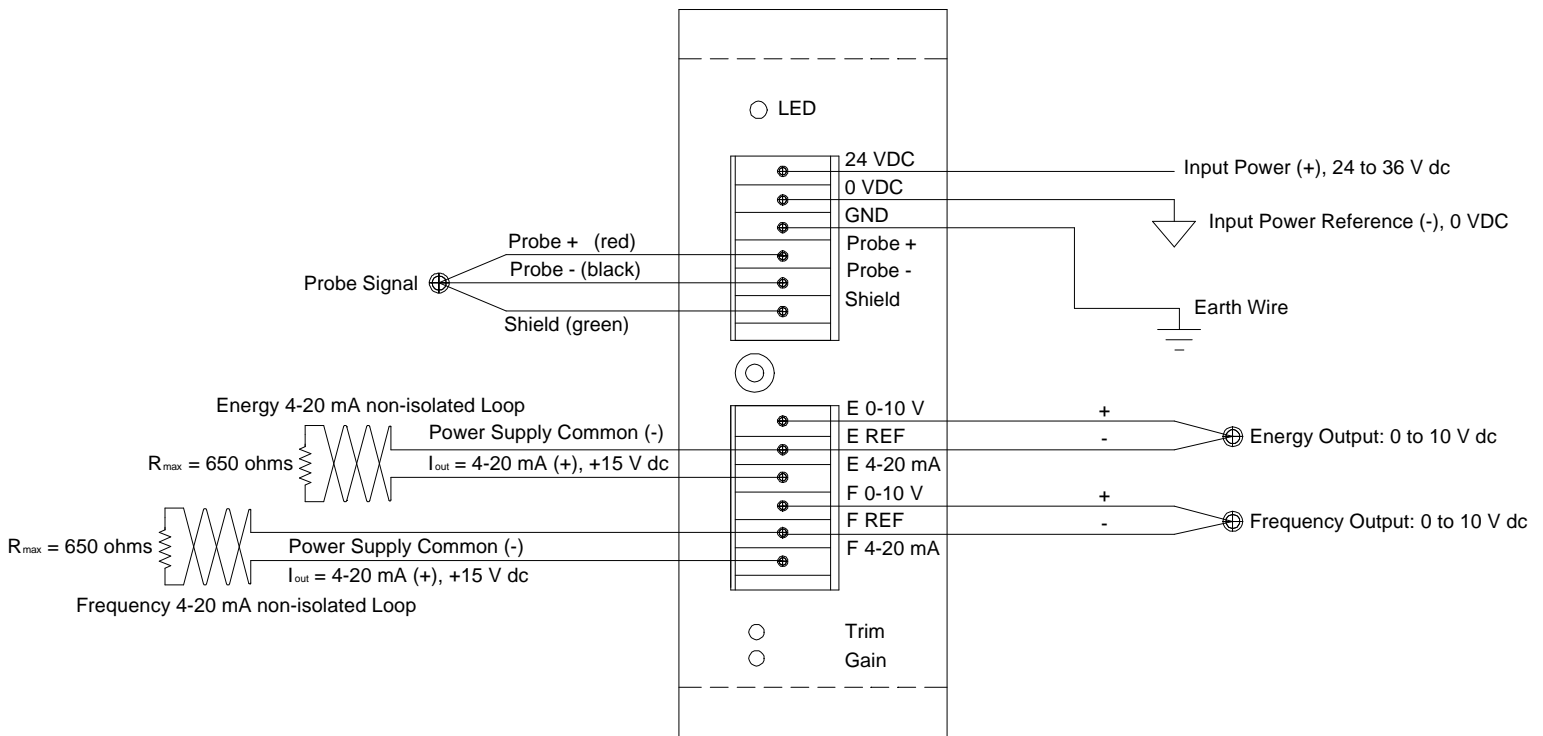 LED
24 VDC
Input Power (+), 24 to 36 V dc
0 VDC
Input Power Reference (-), 0 VDC
GND
Probe + (red)
Probe +
Probe - (black)
Probe -
Probe Signal
Shield
Shield (green)
Earth Wire
Energy 4-20 mA non-isolated Loop
E 0-10 V
+
Power Supply Common (-)
E REF
-
Energy Output: 0 to 10 V dc
Rmax = 650 ohms
Iout = 4-20 mA (+), +15 V dc
E 4-20 mA
F 0-10 V
+
F REF
-
Frequency Output: 0 to 10 V dc
Rmax = 650 ohms
Power Supply Common (-)
F 4-20 mA
Iout = 4-20 mA (+), +15 V dc
Frequency 4-20 mA non-isolated Loop
Trim
Gain